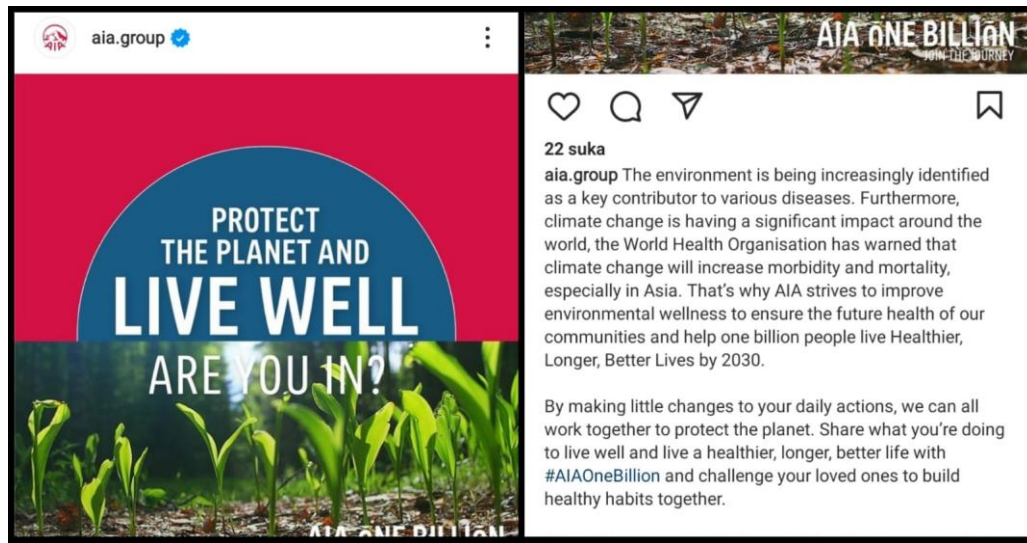 AIA
aia.group
PROTECT
THE PLANET AND
LIVE WELL
ARE YOU IN?
AIA ONE BILLION
AIA ONE BILLION
JOIN THE JOURNEY
22 suka
aia.group The environment is being increasingly identified
as a key contributor to various diseases. Furthermore,
climate change is having a significant impact around the
world, the World Health Organisation has warned that
climate change will increase morbidity and mortality,
especially in Asia. That's why AIA strives to improve
environmental wellness to ensure the future health of our
communities and help one billion people live Healthier,
Longer, Better Lives by 2030.
By making little changes to your daily actions, we can all
work together to protect the planet. Share what you're doing
to live well and live a healthier, longer, better life with
#AIAOneBillion and challenge your loved ones to build
healthy habits together.